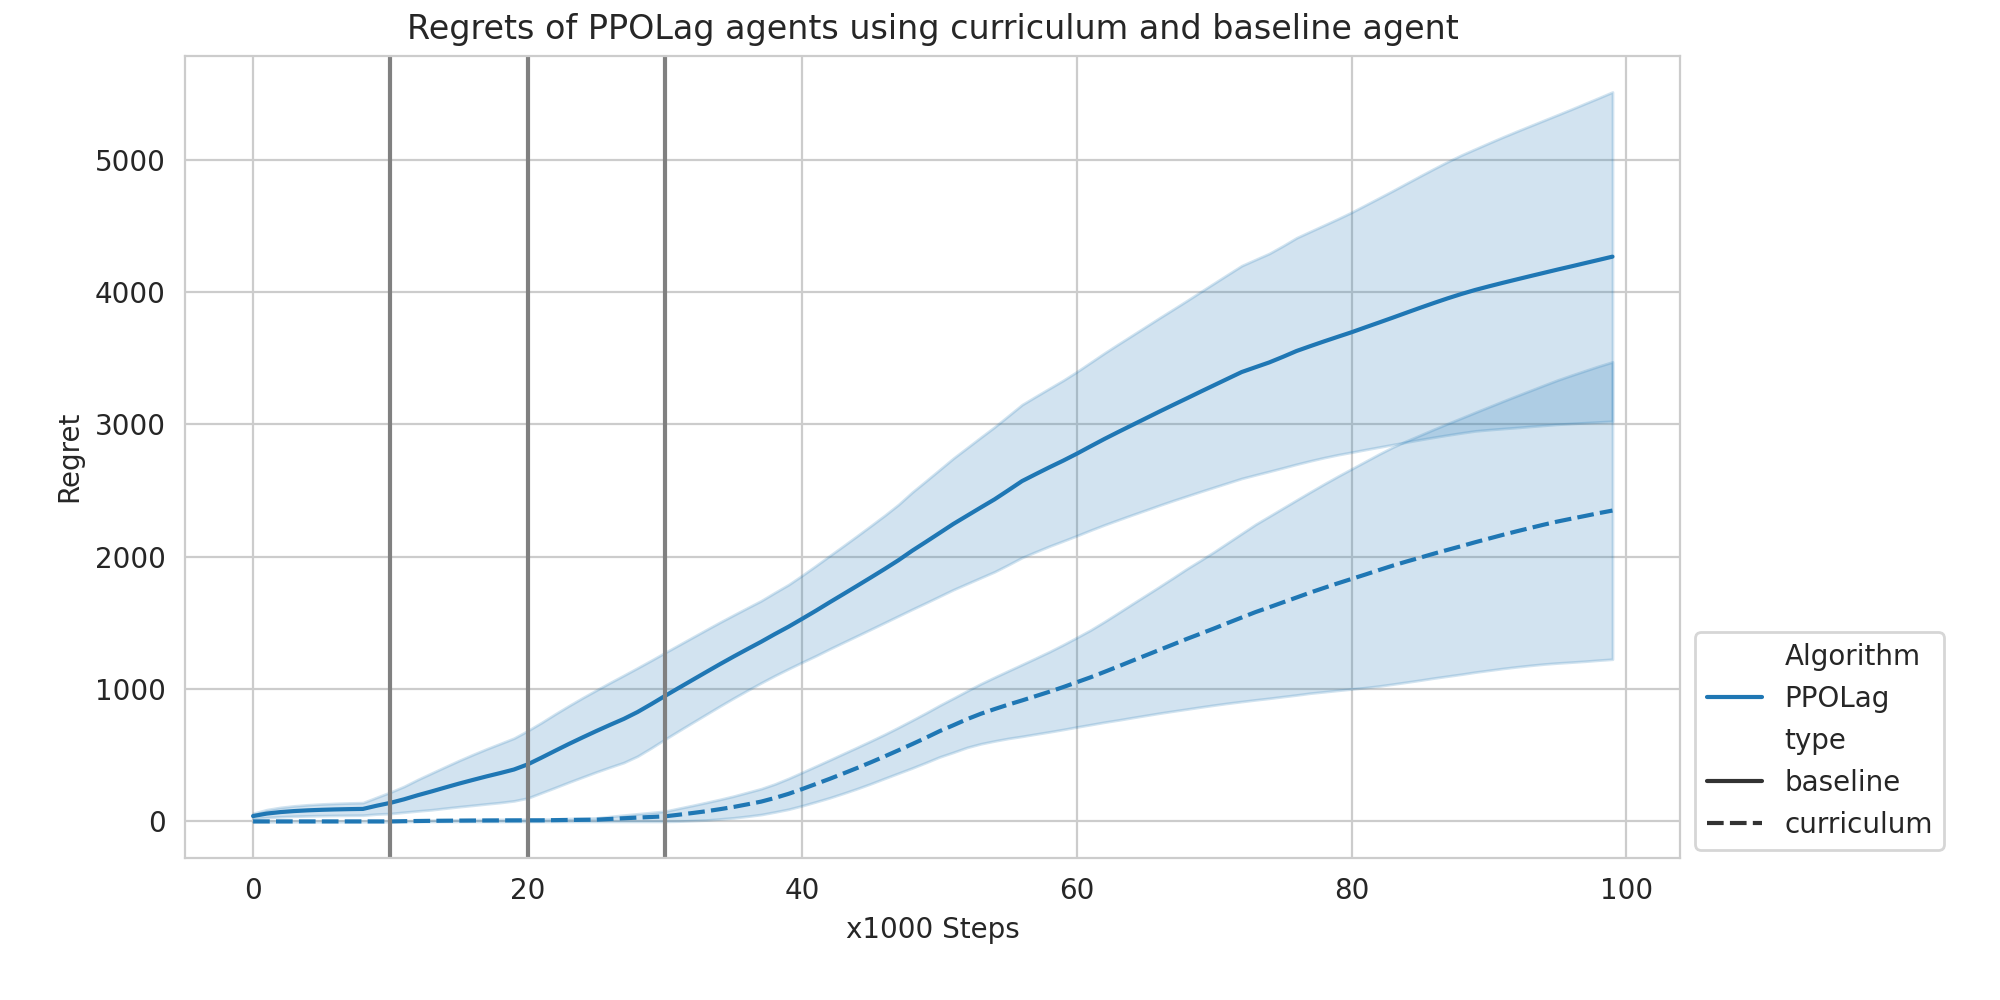 Regrets of PPOLag agents using curriculum and baseline agent
5000
4000
3000
2000
1000
0
Regret
0 20 40 60 80 100
x1000 Steps
Algorithm
PPOLag
type
baseline
curriculum